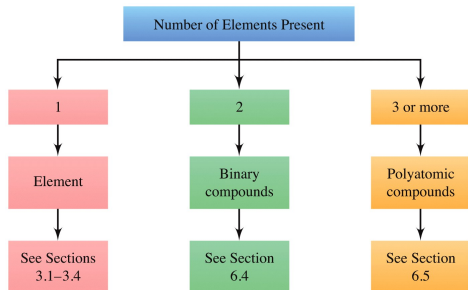 Number of Elements Present
1
2
3 or more
Element
Binary
compounds
Polyatomic
compounds
See Sections
3.1–3.4
See Section
6.4
See Section
6.5